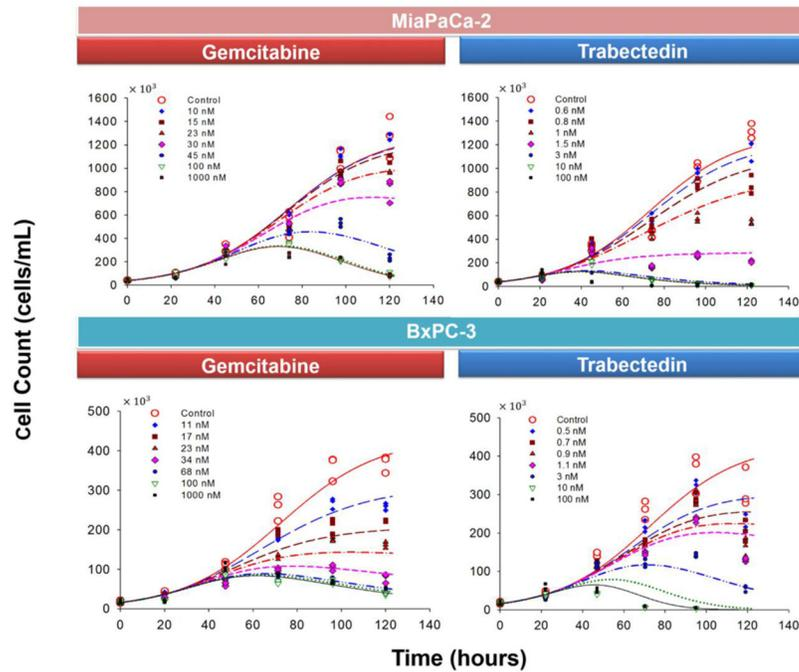 MiaPaCa-2
Gemcitabine
Trabectedin
× 10³
Control
10 nM
15 nM
23 nM
30 nM
45 nM
100 nM
1000 nM
1600
1400
1200
1000
800
600
400
200
0
0 20 40 60 80 100 120 140
× 10³
Control
0.6 nM
0.8 nM
1 nM
1.5 nM
3 nM
10 nM
100 nM
1600
1400
1200
1000
800
600
400
200
0
0 20 40 60 80 100 120 140
Cell Count (cells/mL)
BxPC-3
Gemcitabine
Trabectedin
× 10³
Control
11 nM
17 nM
23 nM
34 nM
68 nM
100 nM
1000 nM
500
400
300
200
100
0
0 20 40 60 80 100 120 140
× 10³
Control
0.5 nM
0.7 nM
0.9 nM
1.1 nM
3 nM
10 nM
100 nM
500
400
300
200
100
0
0 20 40 60 80 100 120 140
Time (hours)